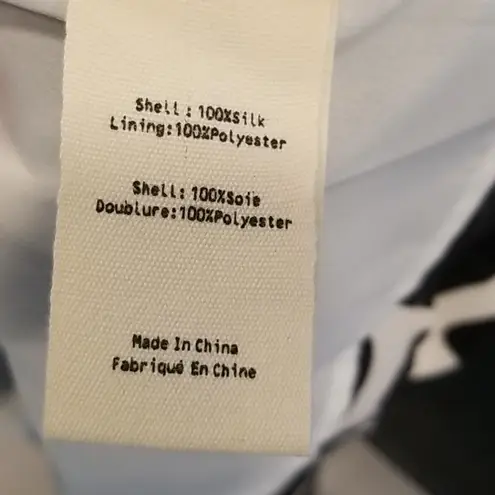 Shell: 100%Silk
Lining:100%Polyester
Shell: 100%Soie
Doublure:100%Polyester
Made In China
Fabriqué En Chine